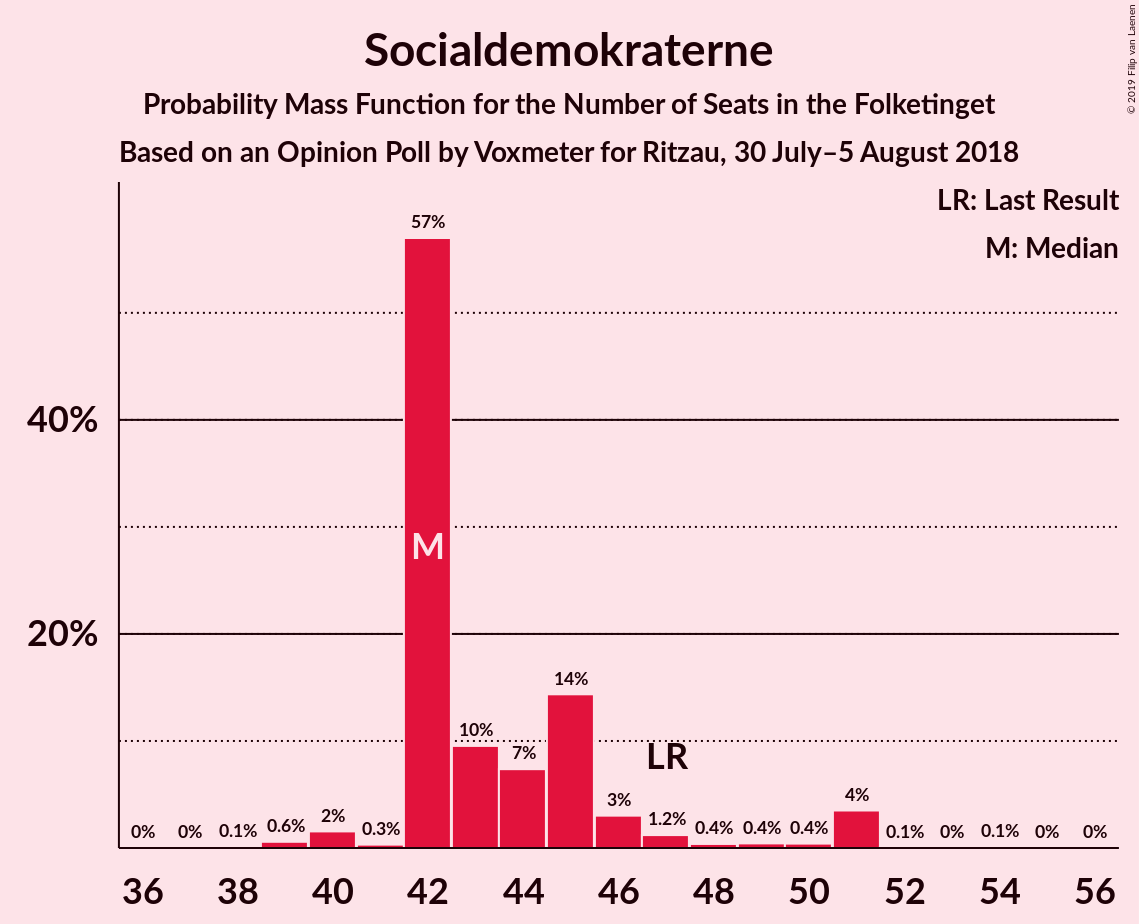 Socialdemokraterne
Probability Mass Function for the Number of Seats in the Folketinget
Based on an Opinion Poll by Voxmeter for Ritzau, 30 July–5 August 2018
© 2019 Filip van Laenen
LR: Last Result
M: Median
40%
20%
0% 0% 0.1% 0.6% 2% 0.3% 57% 10% 7% 14% 3% 1.2% 0.4% 0.4% 0.4% 4% 0.1% 0% 0.1% 0% 0%
M
LR
36 38 40 42 44 46 48 50 52 54 56